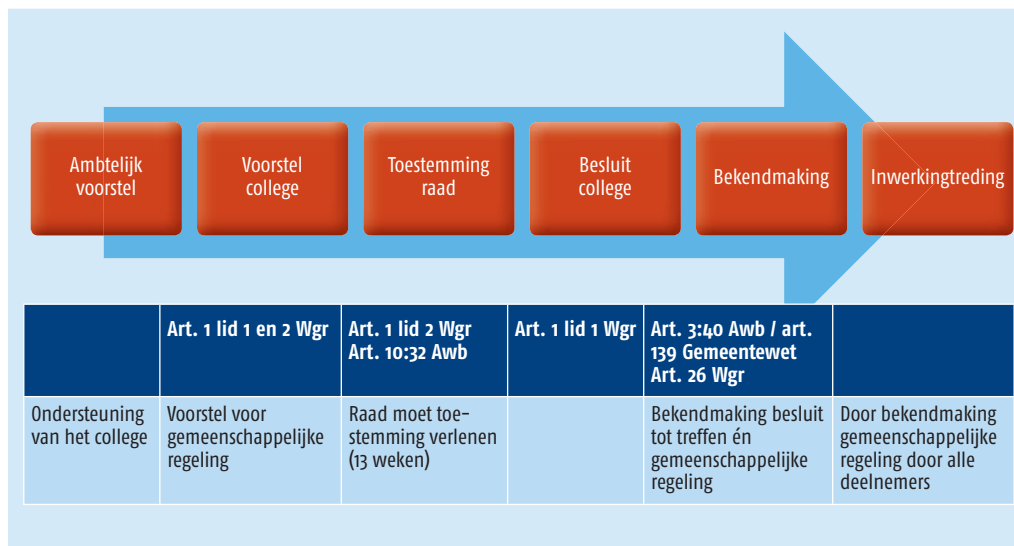 Ambtelijk
voorstel
Voorstel
college
Toestemming
raad
Besluit
college
Bekendmaking
Inwerkingtreding
Art. 1 lid 1 en 2 Wgr
Art. 1 lid 2 Wgr
Art. 10:32 Awb
Art. 1 lid 1 Wgr
Art. 3:40 Awb / art.
139 Gemeentewet
Art. 26 Wgr
Ondersteuning
van het college
Voorstel voor
gemeenschappelijke
regeling
Raad moet toe-
stemming verlenen
(13 weken)
Bekendmaking besluit
tot treffen én
gemeenschappelijke
regeling
Door bekendmaking
gemeenschappelijke
regeling door alle
deelnemers